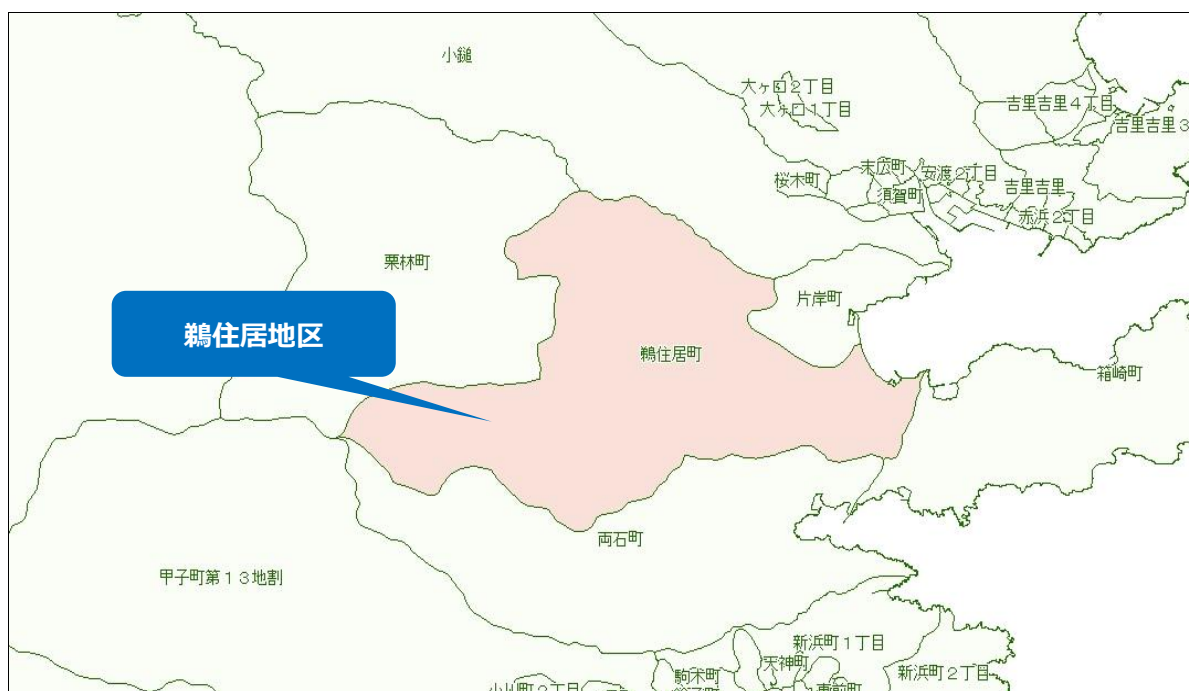 小鎚
大ヶ口2丁目
大ヶ口1丁目
吉里吉里4丁目
吉里吉里3
末広町
安渡2丁目
桜木町
須賀町
吉里吉里
赤浜2丁目
栗林町
片岸町
鵜住居地区
鵜住居町
箱崎町
両石町
甲子町第13地割
新浜町1丁目
天神町
駒木町
新浜町2丁目